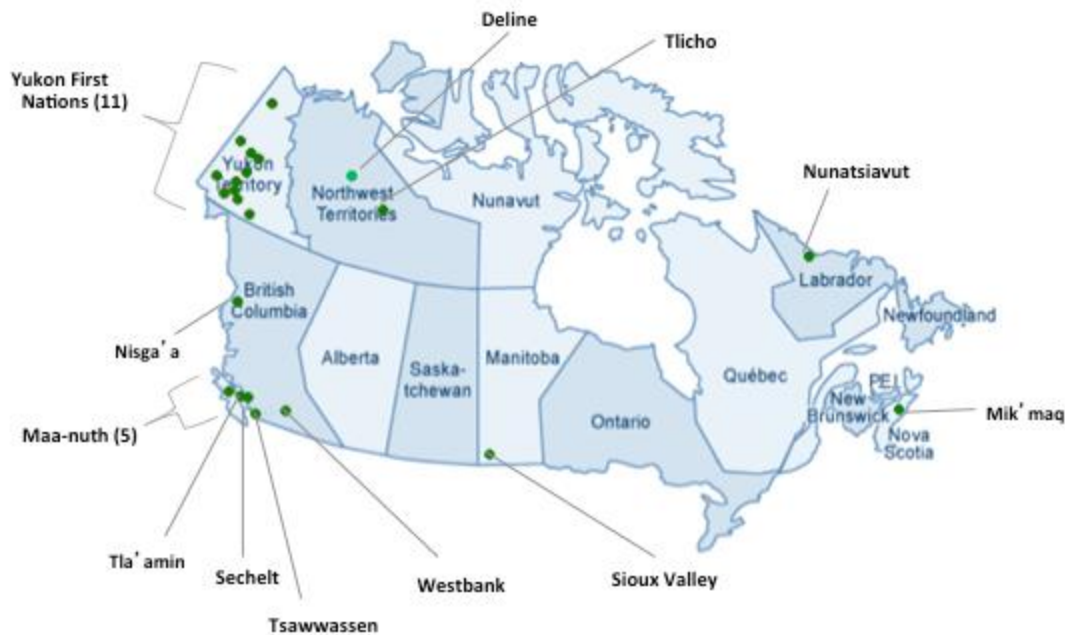 Deline
Tlicho
Yukon First
Nations (11)
Nunatsiavut
Yukon
Territory
Northwest
Territories
Nunavut
Labrador
British
Columbia
Newfoundland
Nisga'a
Alberta
Saska-
tchewan
Manitoba
Québec
PEI
New
Brunswick
Mik'maq
Maa-nuth (5)
Ontario
Nova
Scotia
Tla'amin
Sechelt
Westbank
Sioux Valley
Tsawwassen